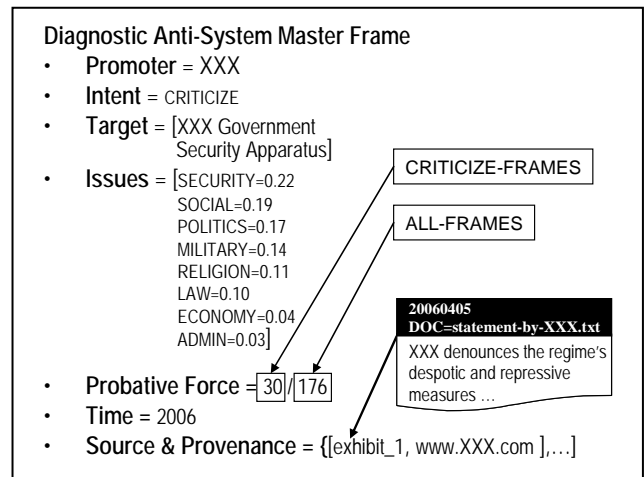 Diagnostic Anti-System Master Frame
• Promoter = XXX
• Intent = CRITICIZE
• Target = [XXX Government
Security Apparatus]
• Issues = [SECURITY=0.22
SOCIAL=0.19
POLITICS=0.17
MILITARY=0.14
RELIGION=0.11
LAW=0.10
ECONOMY=0.04
ADMIN=0.03]
CRITICIZE-FRAMES
ALL-FRAMES
20060405
DOC=statement-by-XXX.txt
XXX denounces the regime's
despotic and repressive
measures …
• Probative Force = 30 / 176
• Time = 2006
• Source & Provenance = {[exhibit_1, www.XXX.com ],…]